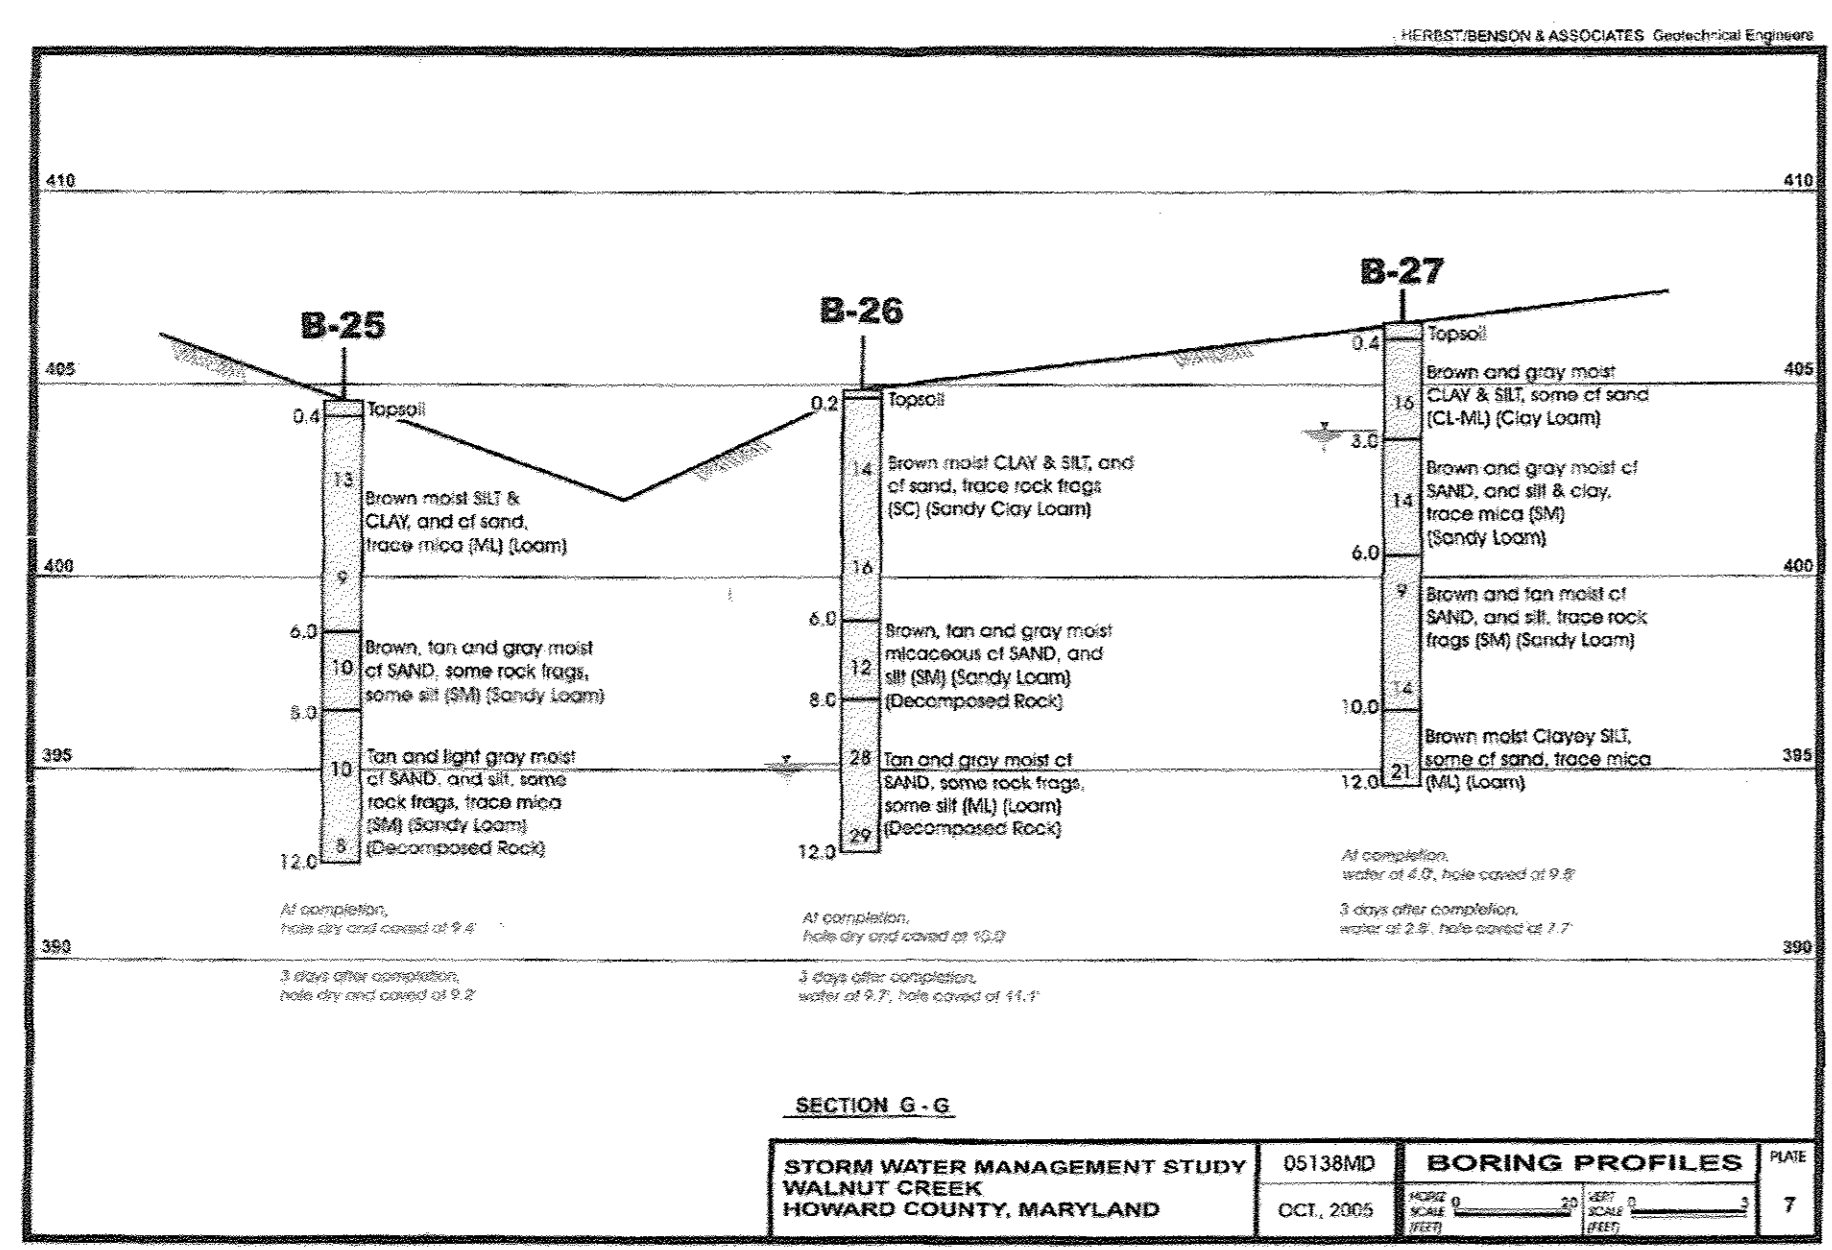 HERBST/BENSON & ASSOCIATES Geotechnical Engineers
410
410
B-27
B-26
B-25
405
405
0.4
Topsoil
Brown and gray moist
CLAY & SILT, some cf sand
(CL-ML) (Clay Loam)
16
3.0
Brown and gray moist cf
SAND, and silt & clay,
trace mica (SM)
(Sandy Loam)
14
6.0
9
Brown and tan moist cf
SAND, and silt, trace rock
frags (SM) (Sandy Loam)
14
10.0
Brown moist Clayey SILT,
some cf sand, trace mica
(ML) (Loam)
21
12.0
At completion,
water at 4.0', hole caved at 9.8'
3 days after completion,
water at 2.8', hole caved at 7.7'
0.2
Topsoil
14
Brown moist CLAY & SILT, and
cf sand, trace rock frags
(SC) (Sandy Clay Loam)
16
6.0
Brown, tan and gray moist
micaceous cf SAND, and
silt (SM) (Sandy Loam)
(Decomposed Rock)
12
8.0
28
Tan and gray moist cf
SAND, some rock frags,
some silt (ML) (Loam)
(Decomposed Rock)
29
12.0
At completion,
hole dry and caved at 10.0'
3 days after completion,
water at 9.7', hole caved at 11.1'
0.4
Topsoil
13
Brown moist SILT &
CLAY, and cf sand,
trace mica (ML) (Loam)
9
6.0
Brown, tan and gray moist
cf SAND, some rock frags,
some silt (SM) (Sandy Loam)
10
8.0
Tan and light gray moist
cf SAND, and silt, some
rock frags, trace mica
(SM) (Sandy Loam)
(Decomposed Rock)
10
8
12.0
At completion,
hole dry and caved at 9.4'
3 days after completion,
hole dry and caved at 9.2'
400
400
395
395
390
390
SECTION G - G
STORM WATER MANAGEMENT STUDY
WALNUT CREEK
HOWARD COUNTY, MARYLAND
05138MD
OCT., 2005
BORING PROFILES
HORIZ
SCALE
(FEET)
0 20
VERT
SCALE
(FEET)
0 3
PLATE
7